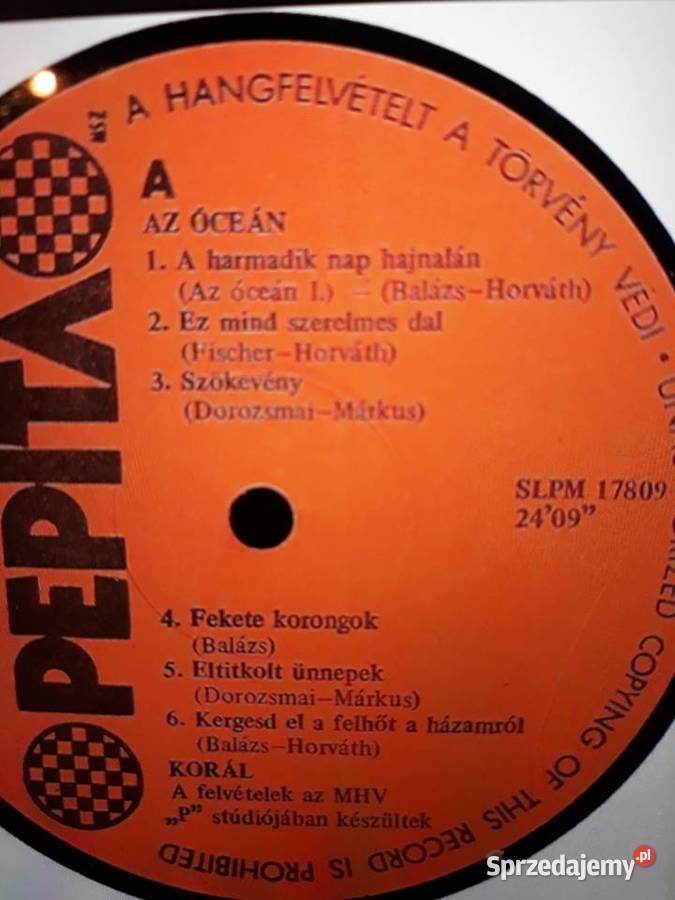 A HANGFELVÉTELT A TÖRVÉNY VÉDI •
COPYING OF THIS RECORD IS PROHIBITED
PEPITA
MSZ
A
AZ ÓCEÁN
1. A harmadik nap hajnalán
(Az óceán I.) – (Balázs–Horváth)
2. Ez mind szerelmes dal
(Fischer–Horváth)
3. Szökevény
(Dorozsmai–Márkus)
SLPM 17809
24'09"
4. Fekete korongok
(Balázs)
5. Eltitkolt ünnepek
(Dorozsmai–Márkus)
6. Kergesd el a felhőt a házamról
(Balázs–Horváth)
KORÁL
A felvételek az MHV
„P” stúdiójában készültek
Sprzedajemy.pl